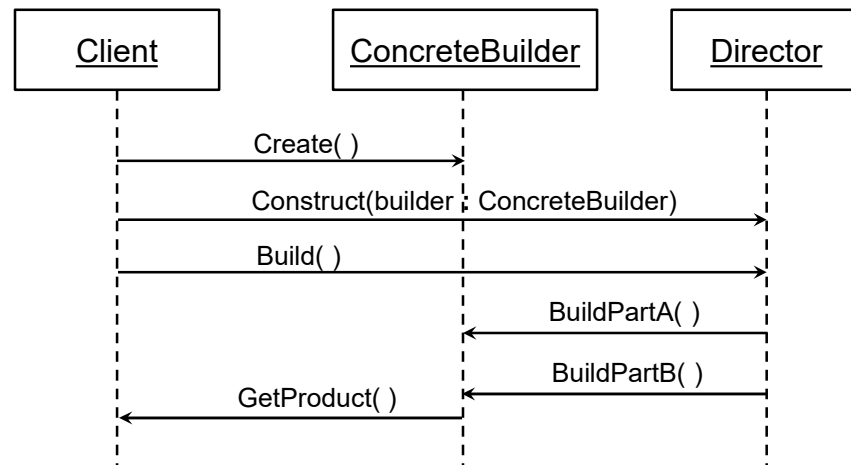 Client
ConcreteBuilder
Director
Create( )
Construct(builder : ConcreteBuilder)
Build( )
BuildPartA( )
BuildPartB( )
GetProduct( )